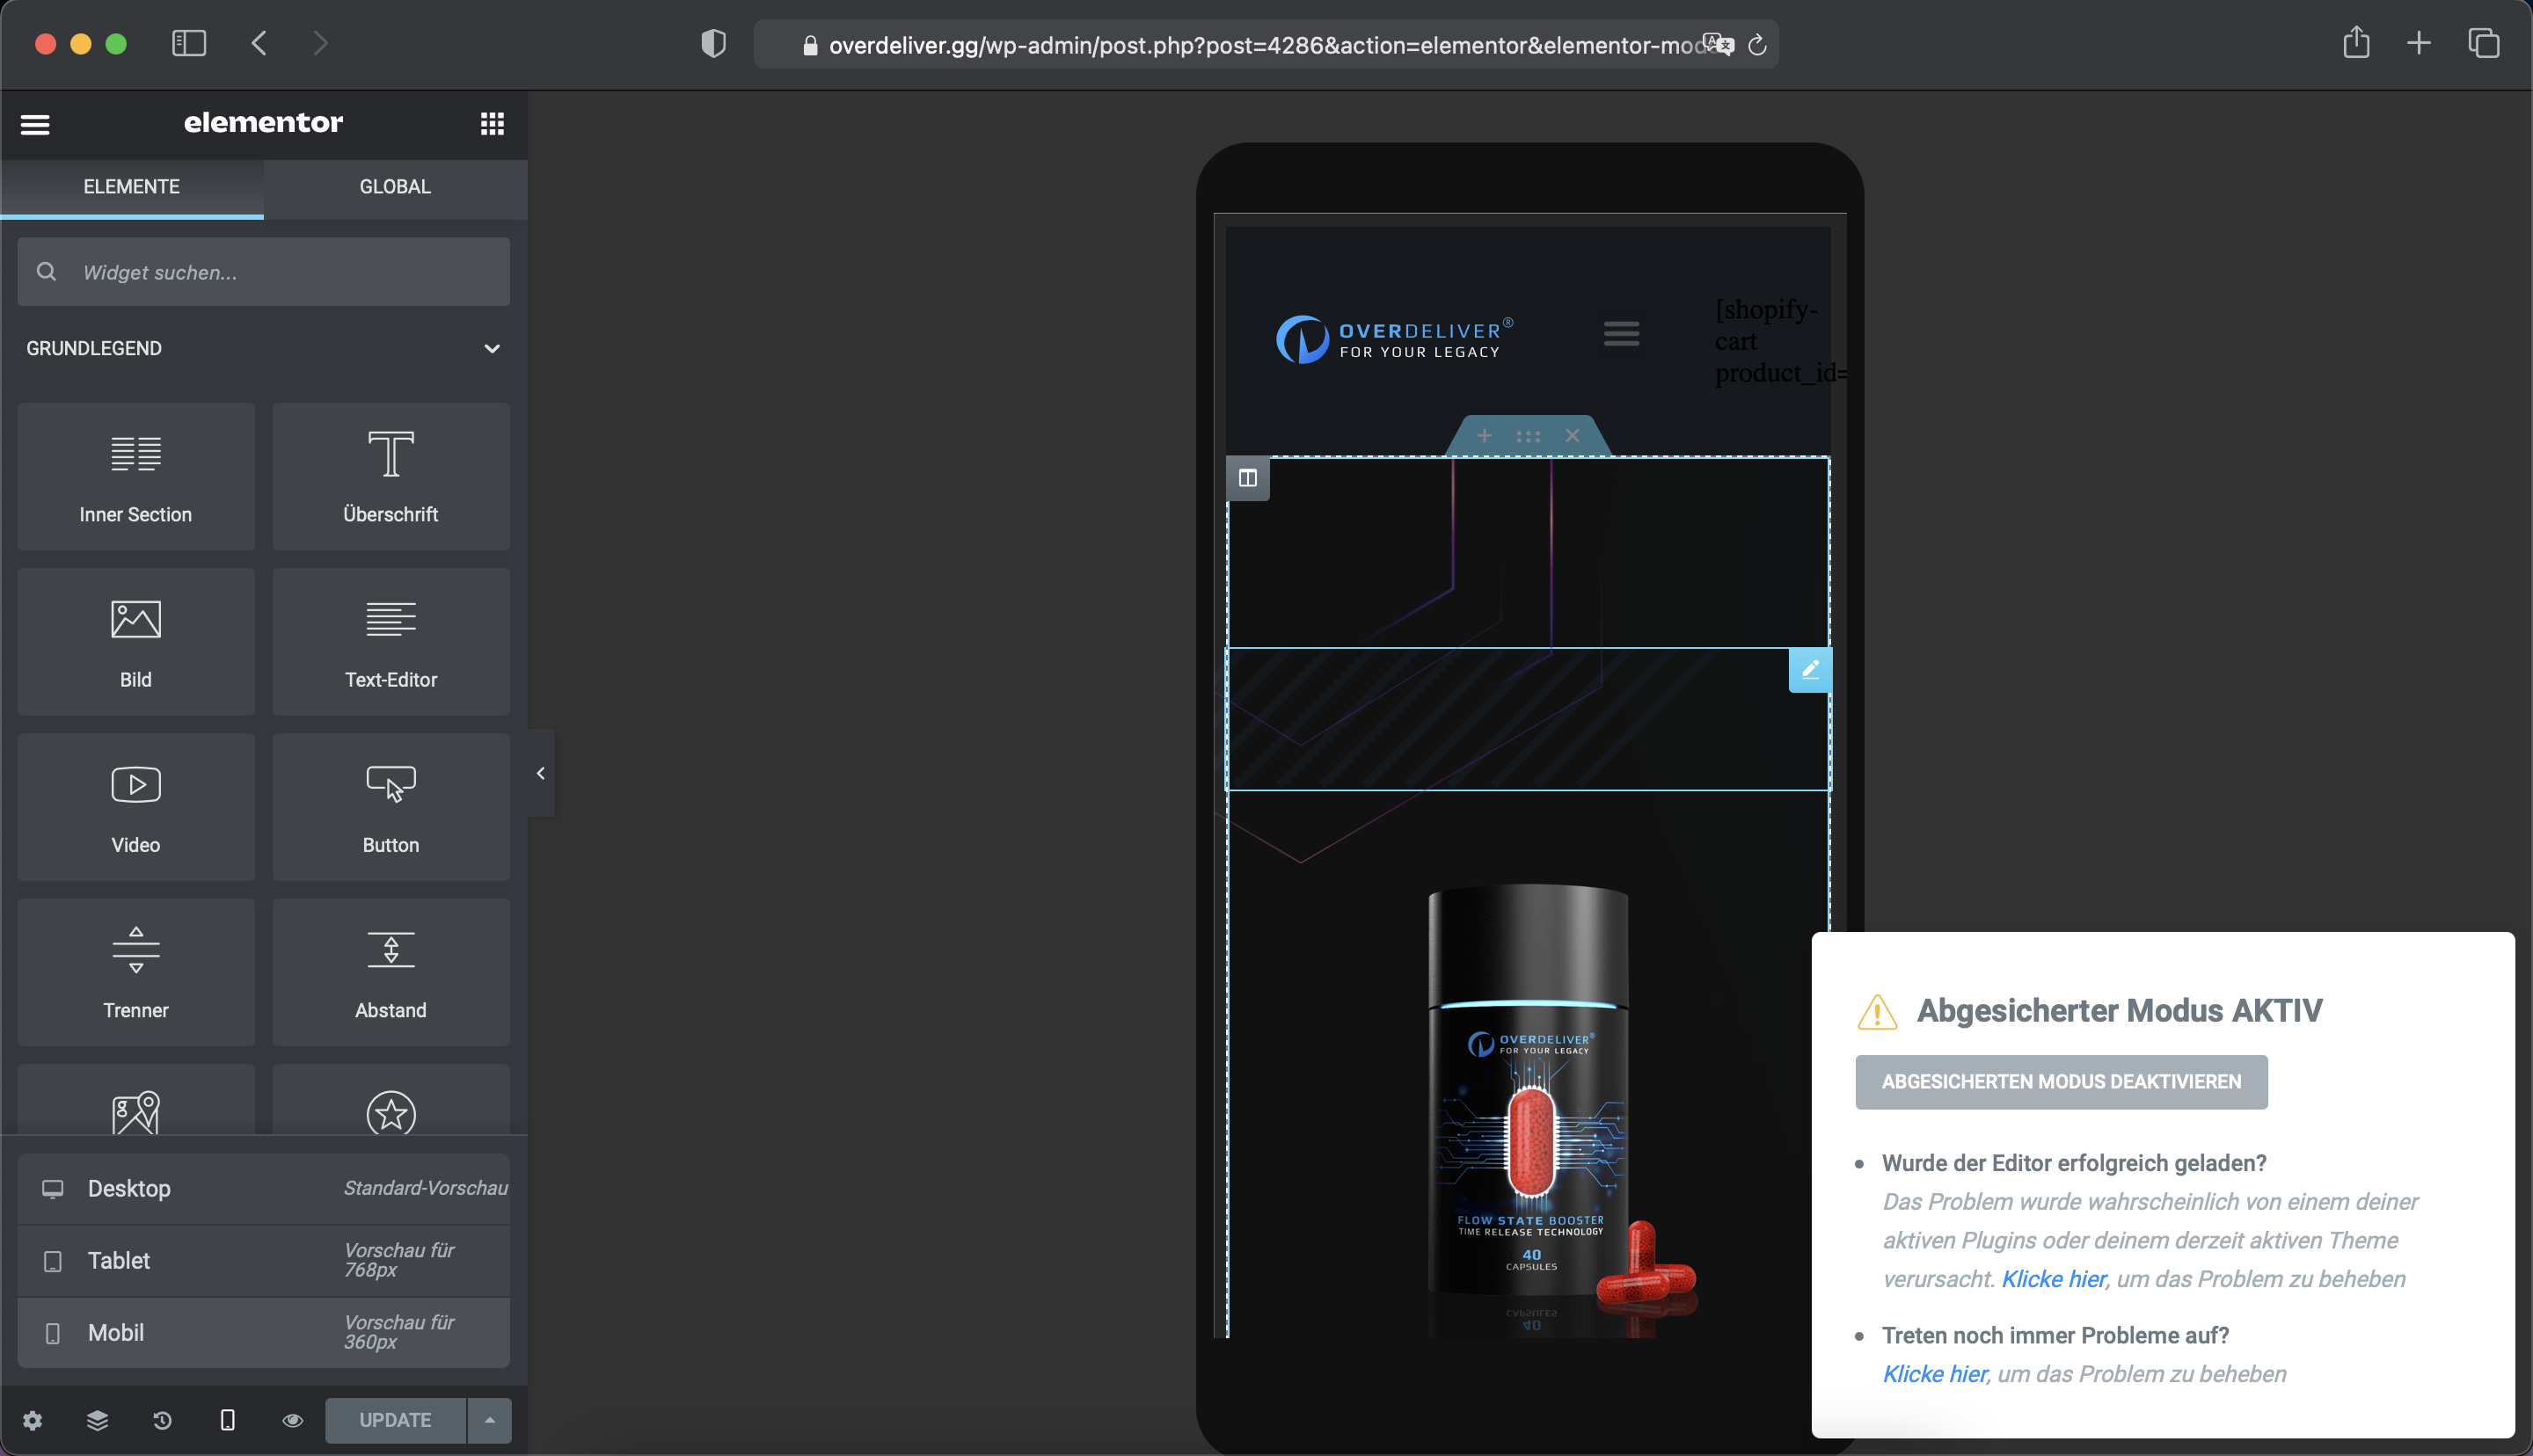 overdeliver.gg/wp-admin/post.php?post=4286&action=elementor&elementor-mod
elementor
ELEMENTE
GLOBAL
Widget suchen...
GRUNDLEGEND
Inner Section
Überschrift
Bild
Text-Editor
Video
Button
Trenner
Abstand
Desktop
Standard-Vorschau
Tablet
Vorschau für
768px
Mobil
Vorschau für
360px
UPDATE
OVERDELIVER®
FOR YOUR LEGACY
[shopify-
cart
product_id=
OVERDELIVER®
FOR YOUR LEGACY
FLOW STATE BOOSTER
TIME RELEASE TECHNOLOGY
40
CAPSULES
Abgesicherter Modus AKTIV
ABGESICHERTEN MODUS DEAKTIVIEREN
• Wurde der Editor erfolgreich geladen?
Das Problem wurde wahrscheinlich von einem deiner
aktiven Plugins oder deinem derzeit aktiven Theme
verursacht. Klicke hier, um das Problem zu beheben
• Treten noch immer Probleme auf?
Klicke hier, um das Problem zu beheben